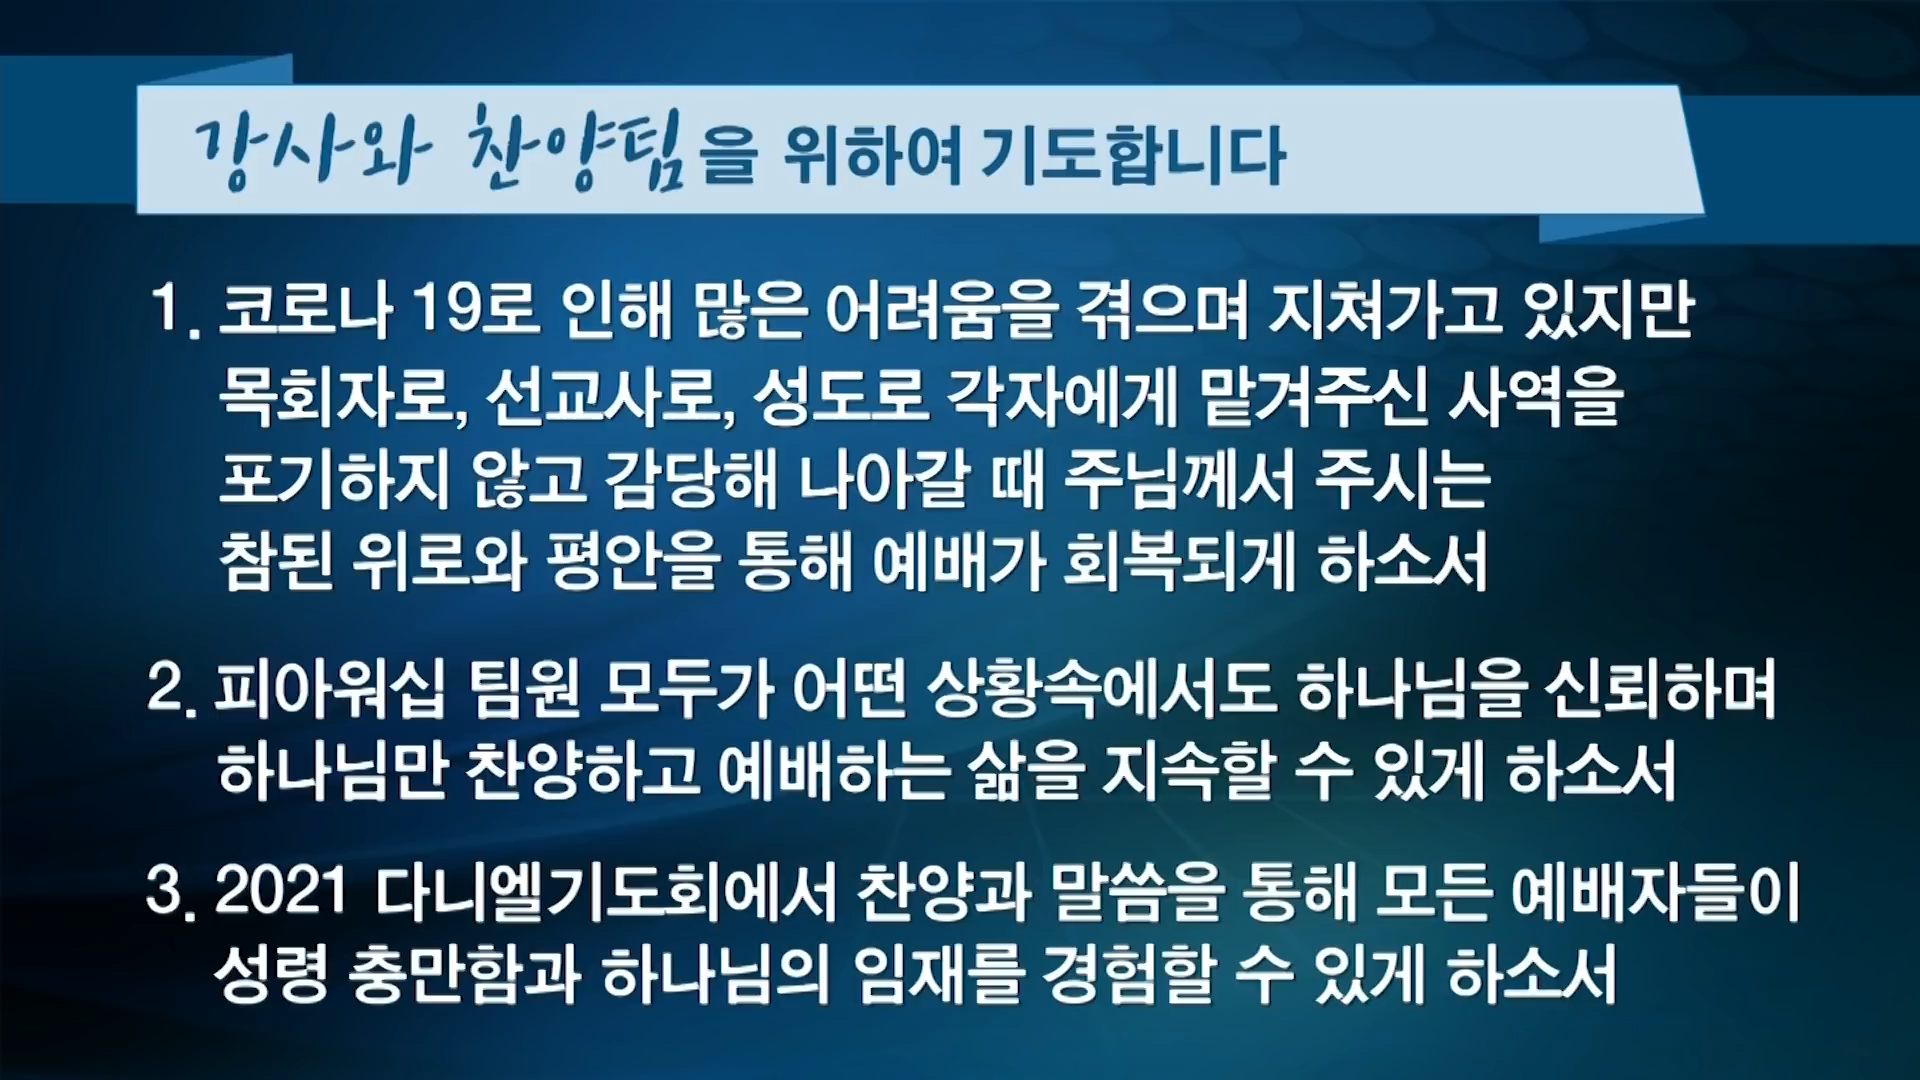 강사와 찬양팀을 위하여 기도합니다
1. 코로나 19로 인해 많은 어려움을 겪으며 지쳐가고 있지만
목회자로, 선교사로, 성도로 각자에게 맡겨주신 사역을
포기하지 않고 감당해 나아갈 때 주님께서 주시는
참된 위로와 평안을 통해 예배가 회복되게 하소서
2. 피아워십 팀원 모두가 어떤 상황속에서도 하나님을 신뢰하며
하나님만 찬양하고 예배하는 삶을 지속할 수 있게 하소서
3. 2021 다니엘기도회에서 찬양과 말씀을 통해 모든 예배자들이
성령 충만함과 하나님의 임재를 경험할 수 있게 하소서